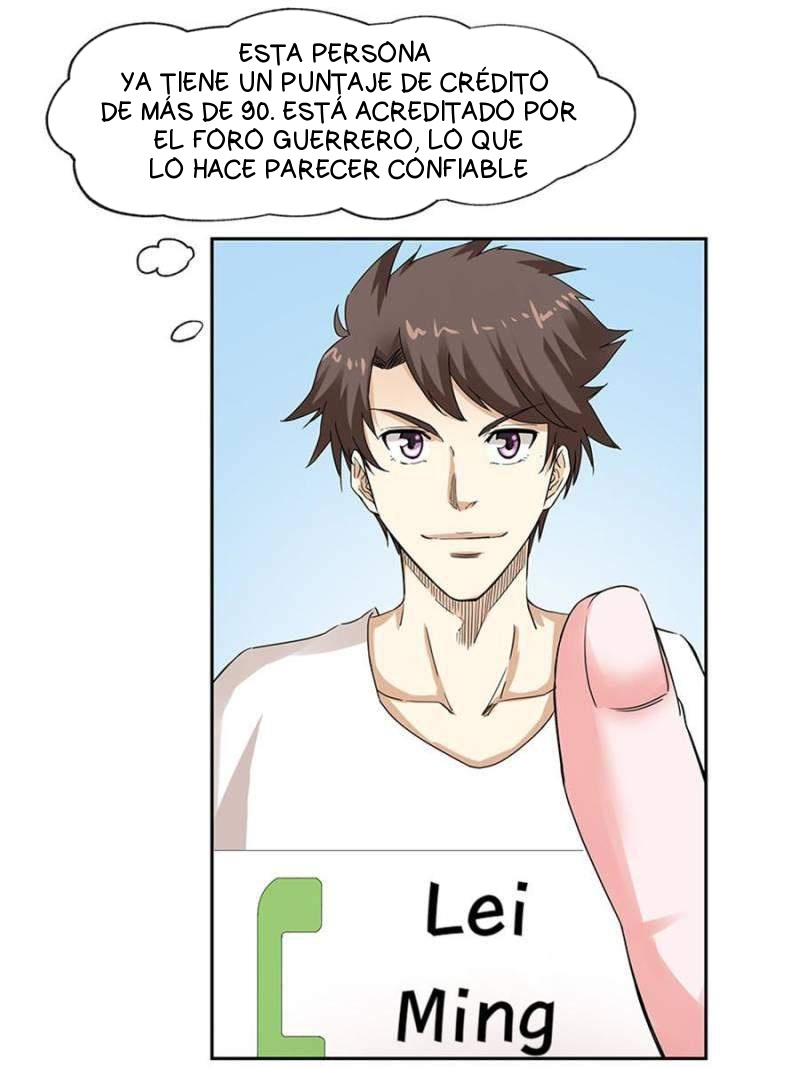 ESTA PERSONA
YA TIENE UN PUNTAJE DE CRÉDITO
DE MÁS DE 90. ESTÁ ACREDITADO POR
EL FORO GUERRERO, LO QUE
LO HACE PARECER CONFIABLE
Lei
Ming